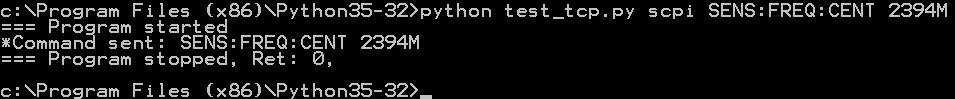 c:\Program Files (x86)\Python35-32>python test_tcp.py scpi SENS:FREQ:CENT 2394M
=== Program started
*Command sent: SENS:FREQ:CENT 2394M
=== Program stopped, Ret: 0,
c:\Program Files (x86)\Python35-32>_